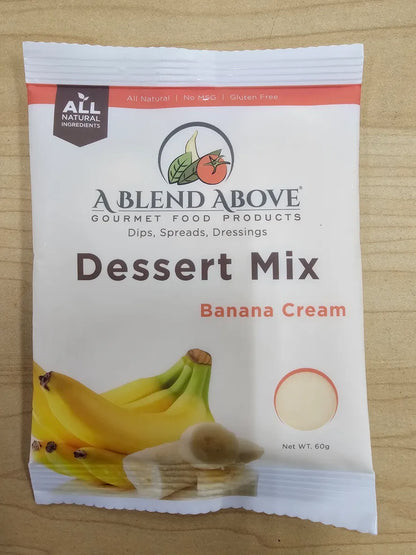 All Natural | No MSG | Gluten Free
ALL
NATURAL
INGREDIENTS
A BLEND ABOVE®
GOURMET FOOD PRODUCTS
Dips, Spreads, Dressings
Dessert Mix
Banana Cream
Net WT. 60g